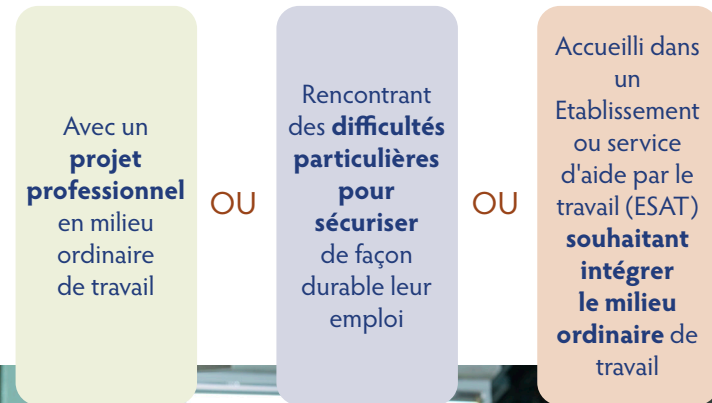 Avec un
projet
professionnel
en milieu
ordinaire
de travail
OU
Rencontrant
des difficultés
particulières
pour
sécuriser
de façon
durable leur
emploi
OU
Accueilli dans
un
Etablissement
ou service
d'aide par le
travail (ESAT)
souhaitant
intégrer
le milieu
ordinaire de
travail